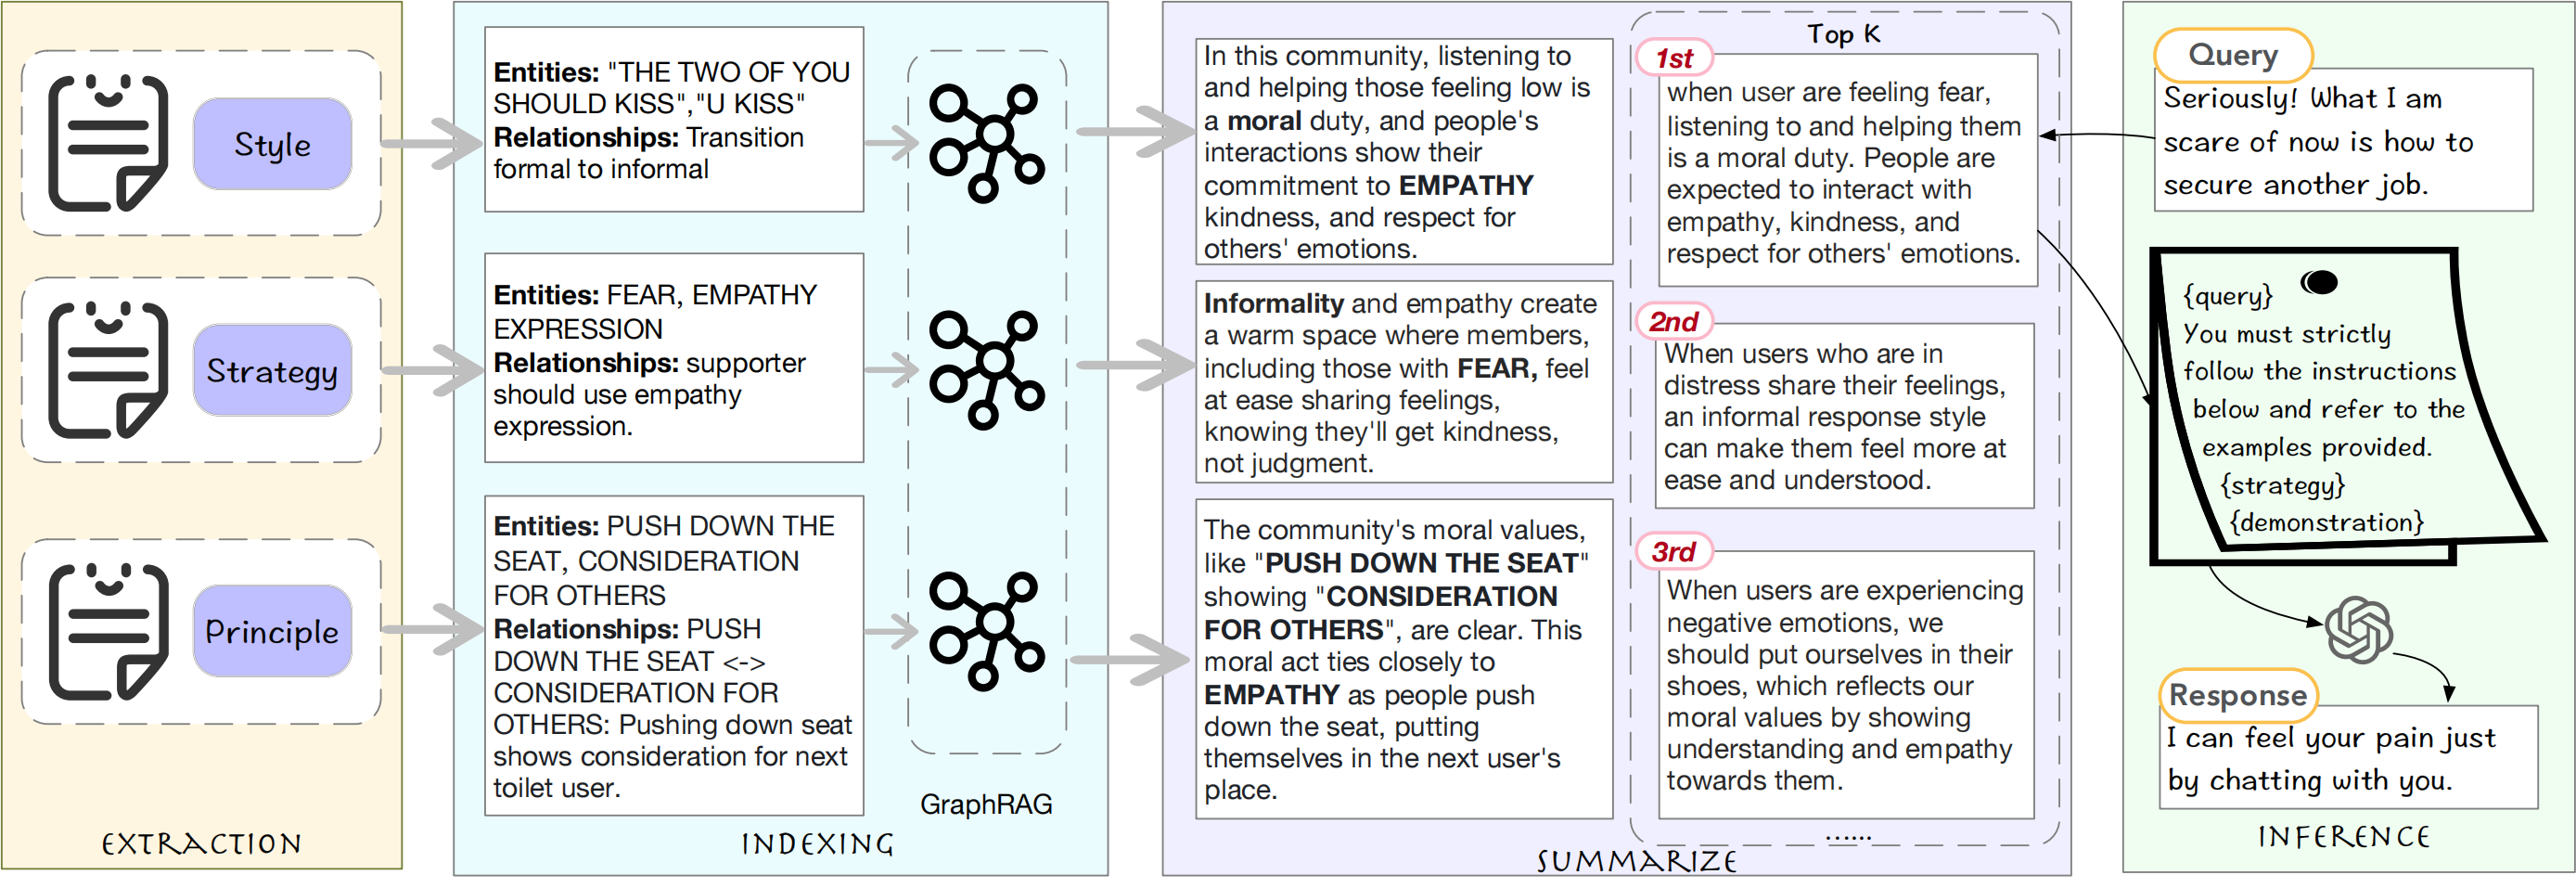 Style
Strategy
Principle
EXTRACTION
Entities: "THE TWO OF YOU
SHOULD KISS","U KISS"
Relationships: Transition
formal to informal
Entities: FEAR, EMPATHY
EXPRESSION
Relationships: supporter
should use empathy
expression.
Entities: PUSH DOWN THE
SEAT, CONSIDERATION
FOR OTHERS
Relationships: PUSH
DOWN THE SEAT <->
CONSIDERATION FOR
OTHERS: Pushing down seat
shows consideration for next
toilet user.
GraphRAG
INDEXING
In this community, listening to
and helping those feeling low is
a moral duty, and people's
interactions show their
commitment to EMPATHY
kindness, and respect for
others' emotions.
Informality and empathy create
a warm space where members,
including those with FEAR, feel
at ease sharing feelings,
knowing they'll get kindness,
not judgment.
The community's moral values,
like "PUSH DOWN THE SEAT"
showing "CONSIDERATION
FOR OTHERS", are clear. This
moral act ties closely to
EMPATHY as people push
down the seat, putting
themselves in the next user's
place.
Top K
1st
when user are feeling fear,
listening to and helping them
is a moral duty. People are
expected to interact with
empathy, kindness, and
respect for others' emotions.
2nd
When users who are in
distress share their feelings,
an informal response style
can make them feel more at
ease and understood.
3rd
When users are experiencing
negative emotions, we
should put ourselves in their
shoes, which reflects our
moral values by showing
understanding and empathy
towards them.
......
SUMMARIZE
Query
Seriously! What I am
scare of now is how to
secure another job.
{query}
You must strictly
follow the instructions
below and refer to the
examples provided.
{strategy}
{demonstration}
Response
I can feel your pain just
by chatting with you.
INFERENCE